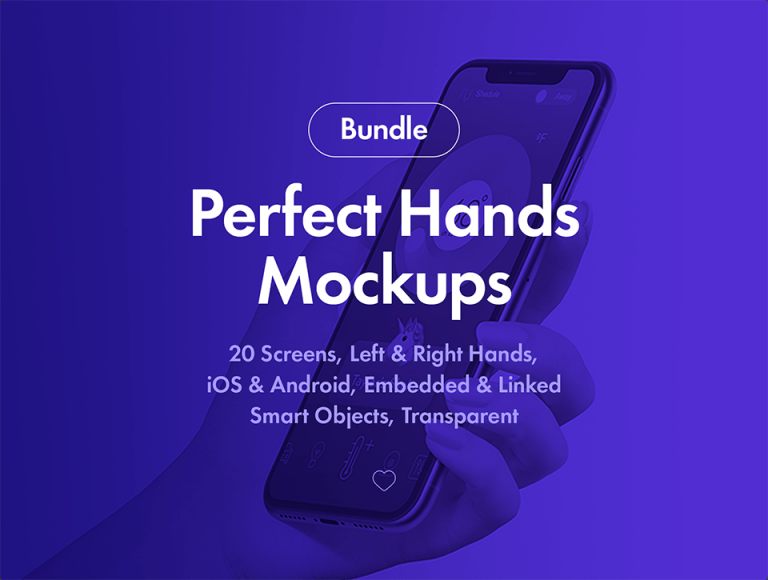 Bundle
Perfect Hands
Mockups
20 Screens, Left & Right Hands,
iOS & Android, Embedded & Linked
Smart Objects, Transparent